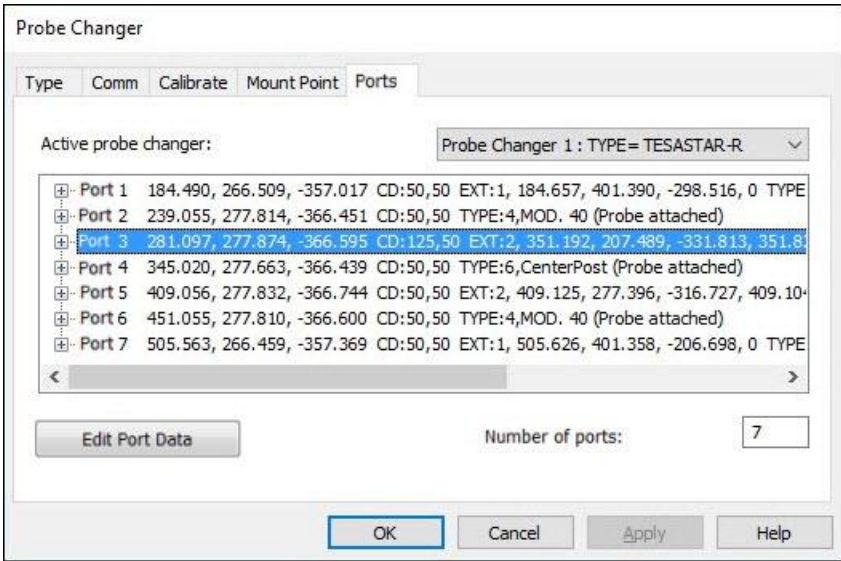 Probe Changer
Type Comm Calibrate Mount Point Ports
Active probe changer: Probe Changer 1 : TYPE= TESASTAR-R
Port 1 184.490, 266.509, -357.017 CD:50,50 EXT:1, 184.657, 401.390, -298.516, 0 TYPE
Port 2 239.055, 277.814, -366.451 CD:50,50 TYPE:4,MOD. 40 (Probe attached)
Port 3 281.097, 277.874, -366.595 CD:125,50 EXT:2, 351.192, 207.489, -331.813, 351.8
Port 4 345.020, 277.663, -366.439 CD:50,50 TYPE:6,CenterPost (Probe attached)
Port 5 409.056, 277.832, -366.744 CD:50,50 EXT:2, 409.125, 277.396, -316.727, 409.104
Port 6 451.055, 277.810, -366.600 CD:50,50 TYPE:4,MOD. 40 (Probe attached)
Port 7 505.563, 266.459, -357.369 CD:50,50 EXT:1, 505.626, 401.358, -206.698, 0 TYPE
Edit Port Data Number of ports: 7
OK Cancel Apply Help